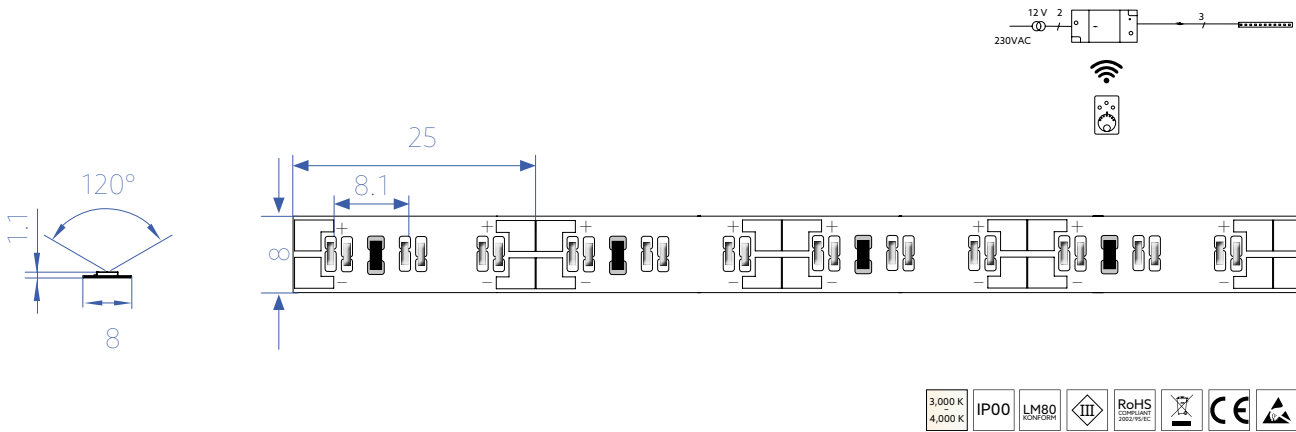 12 V
2
3
230VAC
25
120°
8.1
1.1
8
8
+ + + + + + + +
– – – – – – – –
3,000 K
–
4,000 K
IP00
LM80
KONFORM
III
RoHS
COMPLIANT
2002/95/EC
CE